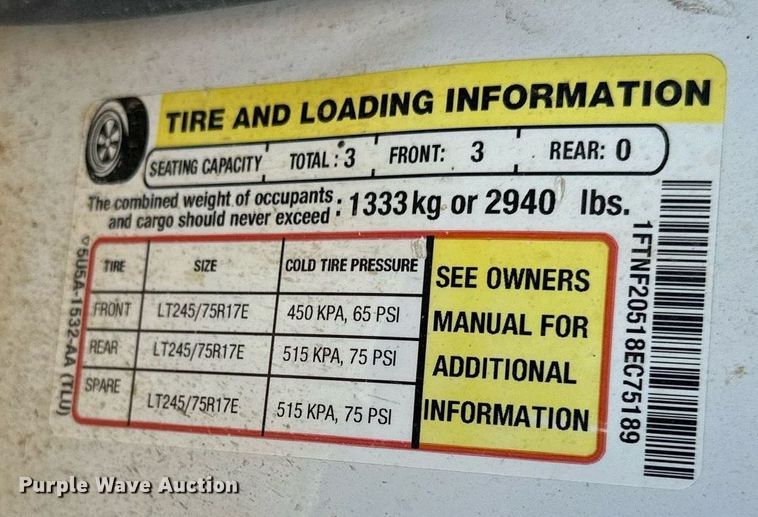 TIRE AND LOADING INFORMATION
SEATING CAPACITY TOTAL : 3 FRONT: 3 REAR: 0
The combined weight of occupants and cargo should never exceed : 1333 kg or 2940 lbs.
TIRE SIZE COLD TIRE PRESSURE
FRONT LT245/75R17E 450 KPA, 65 PSI
REAR LT245/75R17E 515 KPA, 75 PSI
SPARE LT245/75R17E 515 KPA, 75 PSI
SEE OWNERS
MANUAL FOR
ADDITIONAL
INFORMATION
1FTNF20518EC75189
5U5A-1532-AA (TLU)
Purple Wave Auction